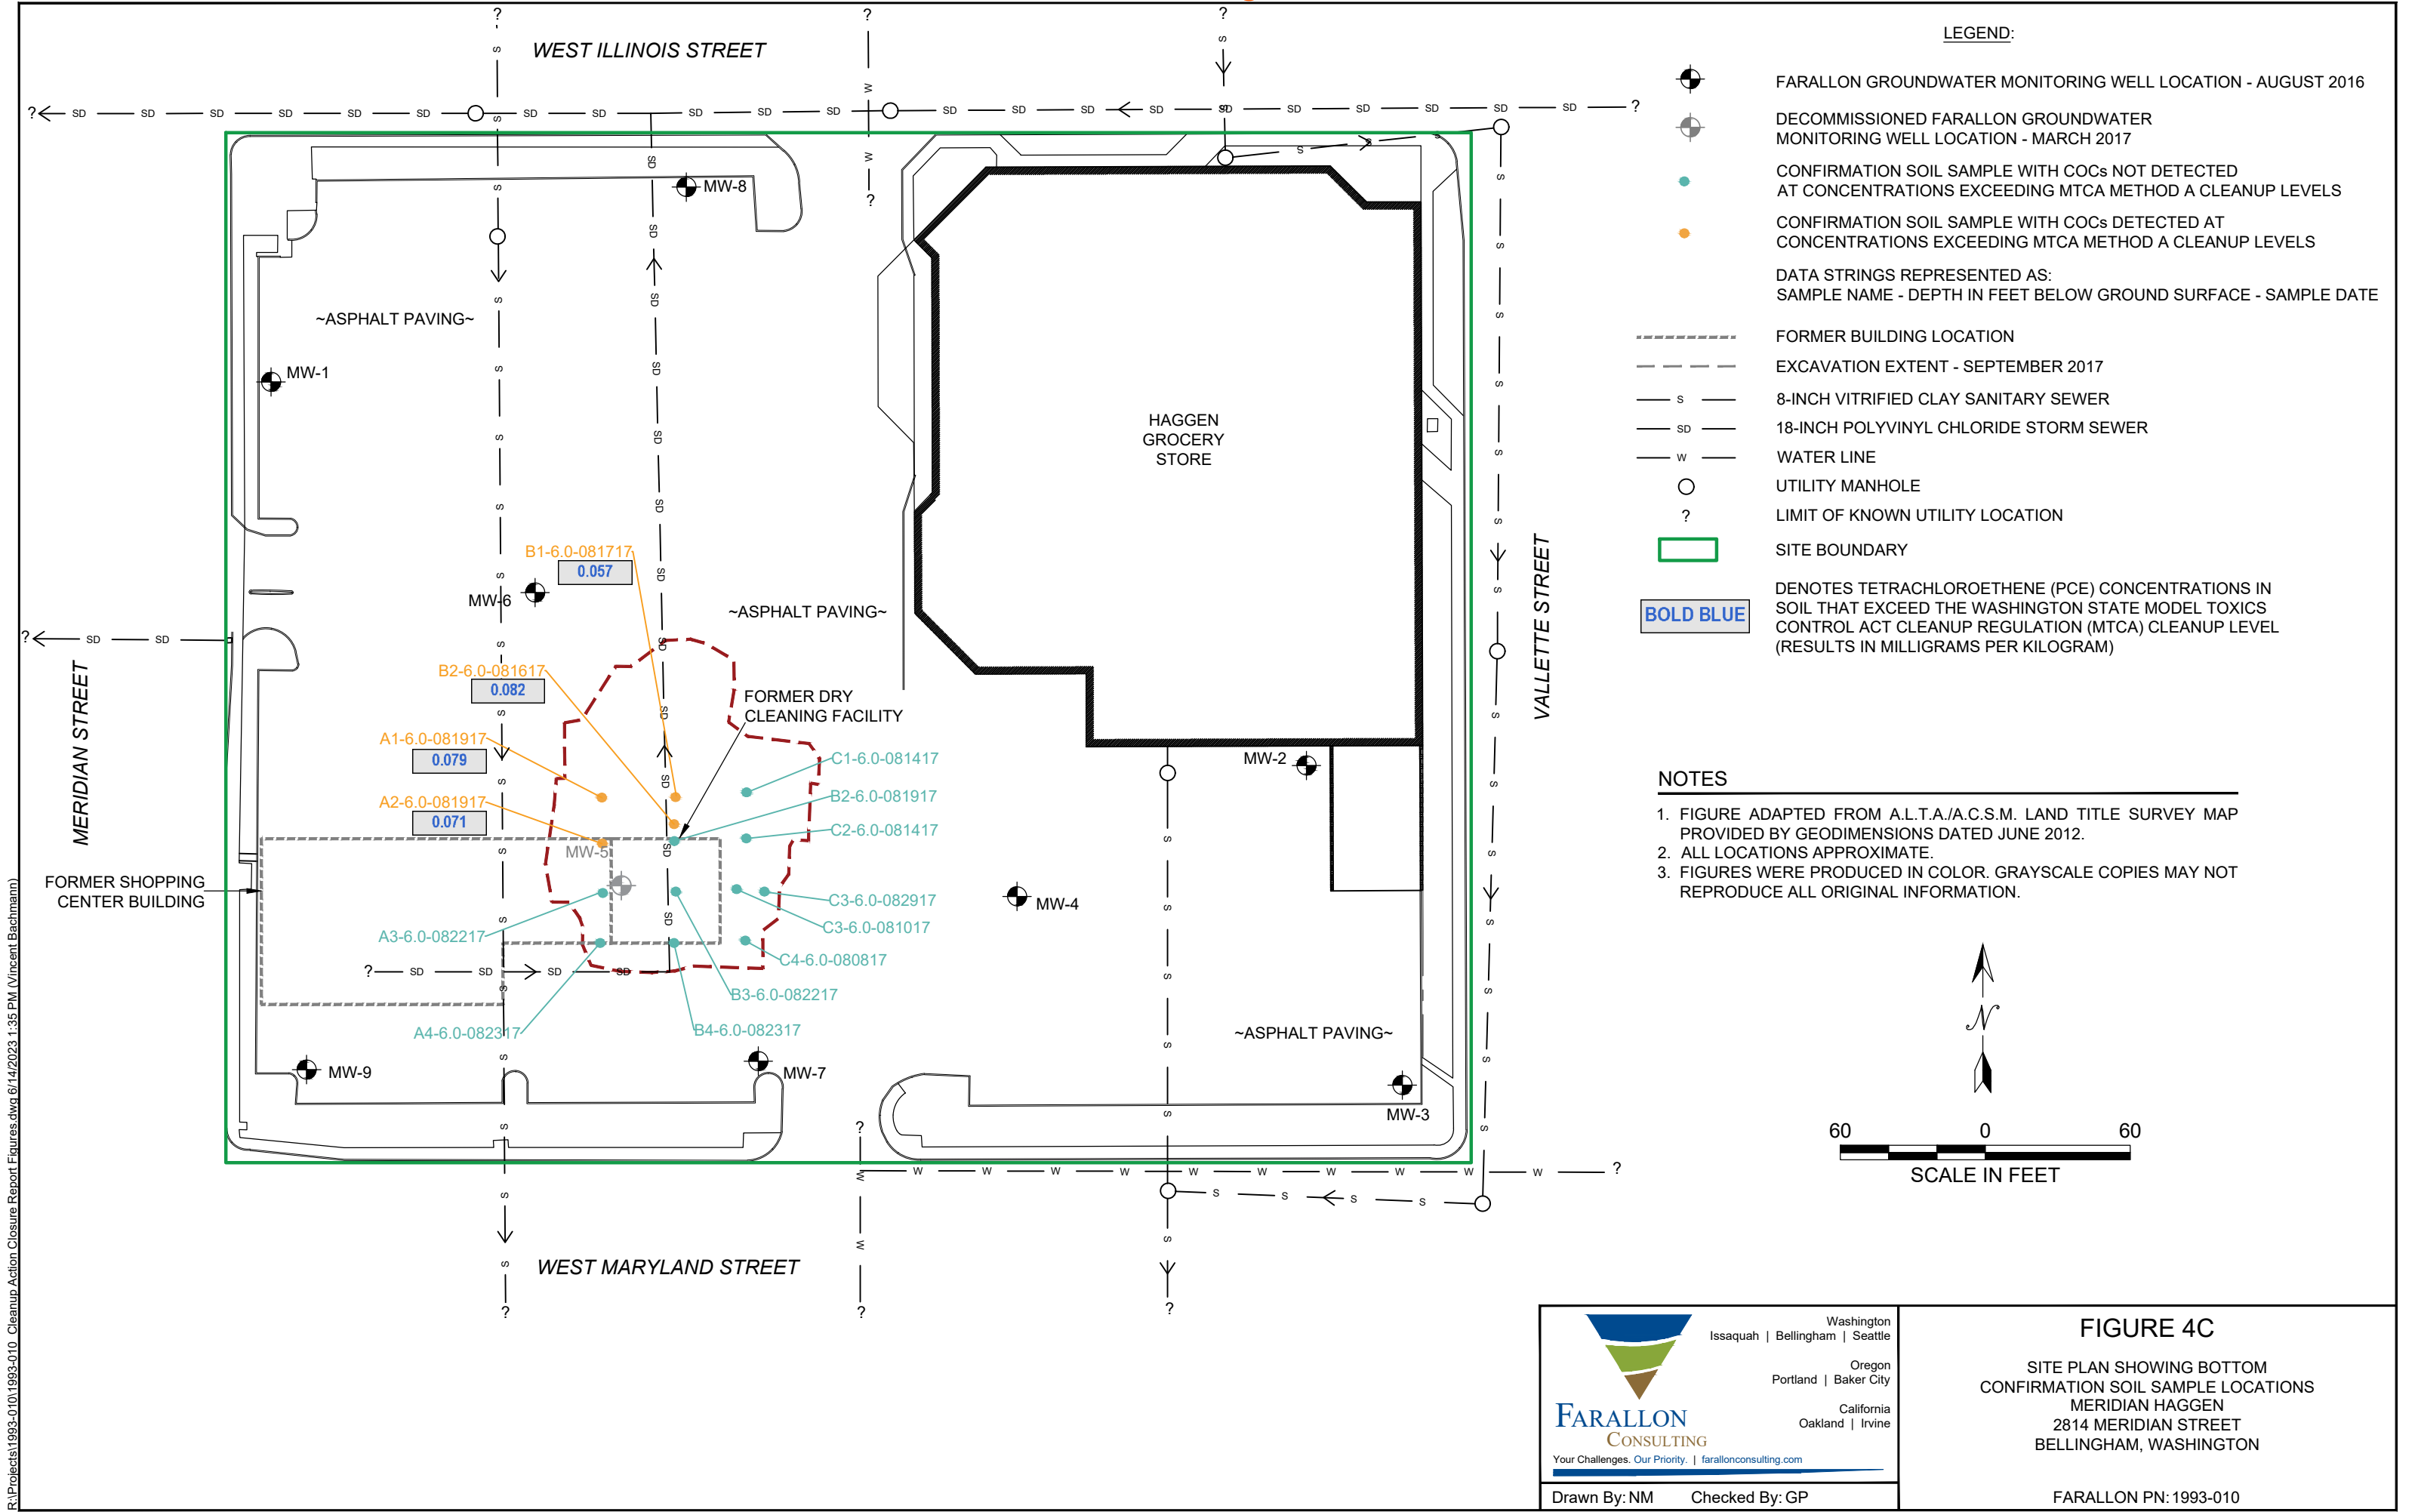 WEST ILLINOIS STREET
MW-8
~ASPHALT PAVING~
MW-1
HAGGEN
GROCERY
STORE
B1-6.0-081717
0.057
MW-6
~ASPHALT PAVING~
B2-6.0-081617
0.082
FORMER DRY
CLEANING FACILITY
A1-6.0-081917
0.079
A2-6.0-081917
0.071
MW-5
C1-6.0-081417
B2-6.0-081917
C2-6.0-081417
C3-6.0-082917
C3-6.0-081017
C4-6.0-080817
B3-6.0-082217
B4-6.0-082317
A3-6.0-082217
A4-6.0-082317
FORMER SHOPPING
CENTER BUILDING
MERIDIAN STREET
VALLETTE STREET
MW-2
MW-4
~ASPHALT PAVING~
MW-9
MW-7
MW-3
WEST MARYLAND STREET
LEGEND:
FARALLON GROUNDWATER MONITORING WELL LOCATION - AUGUST 2016
DECOMMISSIONED FARALLON GROUNDWATER
MONITORING WELL LOCATION - MARCH 2017
CONFIRMATION SOIL SAMPLE WITH COCs NOT DETECTED
AT CONCENTRATIONS EXCEEDING MTCA METHOD A CLEANUP LEVELS
CONFIRMATION SOIL SAMPLE WITH COCs DETECTED AT
CONCENTRATIONS EXCEEDING MTCA METHOD A CLEANUP LEVELS
DATA STRINGS REPRESENTED AS:
SAMPLE NAME - DEPTH IN FEET BELOW GROUND SURFACE - SAMPLE DATE
FORMER BUILDING LOCATION
EXCAVATION EXTENT - SEPTEMBER 2017
S 8-INCH VITRIFIED CLAY SANITARY SEWER
SD 18-INCH POLYVINYL CHLORIDE STORM SEWER
W WATER LINE
UTILITY MANHOLE
? LIMIT OF KNOWN UTILITY LOCATION
SITE BOUNDARY
BOLD BLUE
DENOTES TETRACHLOROETHENE (PCE) CONCENTRATIONS IN
SOIL THAT EXCEED THE WASHINGTON STATE MODEL TOXICS
CONTROL ACT CLEANUP REGULATION (MTCA) CLEANUP LEVEL
(RESULTS IN MILLIGRAMS PER KILOGRAM)
NOTES
1. FIGURE ADAPTED FROM A.L.T.A./A.C.S.M. LAND TITLE SURVEY MAP
PROVIDED BY GEODIMENSIONS DATED JUNE 2012.
2. ALL LOCATIONS APPROXIMATE.
3. FIGURES WERE PRODUCED IN COLOR. GRAYSCALE COPIES MAY NOT
REPRODUCE ALL ORIGINAL INFORMATION.
N
60 0 60
SCALE IN FEET
Washington
Issaquah | Bellingham | Seattle
Oregon
Portland | Baker City
California
Oakland | Irvine
FARALLON
CONSULTING
Your Challenges. Our Priority. | farallonconsulting.com
Drawn By: NM Checked By: GP
FIGURE 4C
SITE PLAN SHOWING BOTTOM
CONFIRMATION SOIL SAMPLE LOCATIONS
MERIDIAN HAGGEN
2814 MERIDIAN STREET
BELLINGHAM, WASHINGTON
FARALLON PN: 1993-010
R:\Projects\1993-010\1993-010 Cleanup Action Closure Report Figures.dwg 6/14/2023 1:35 PM (Vincent Bachmann)